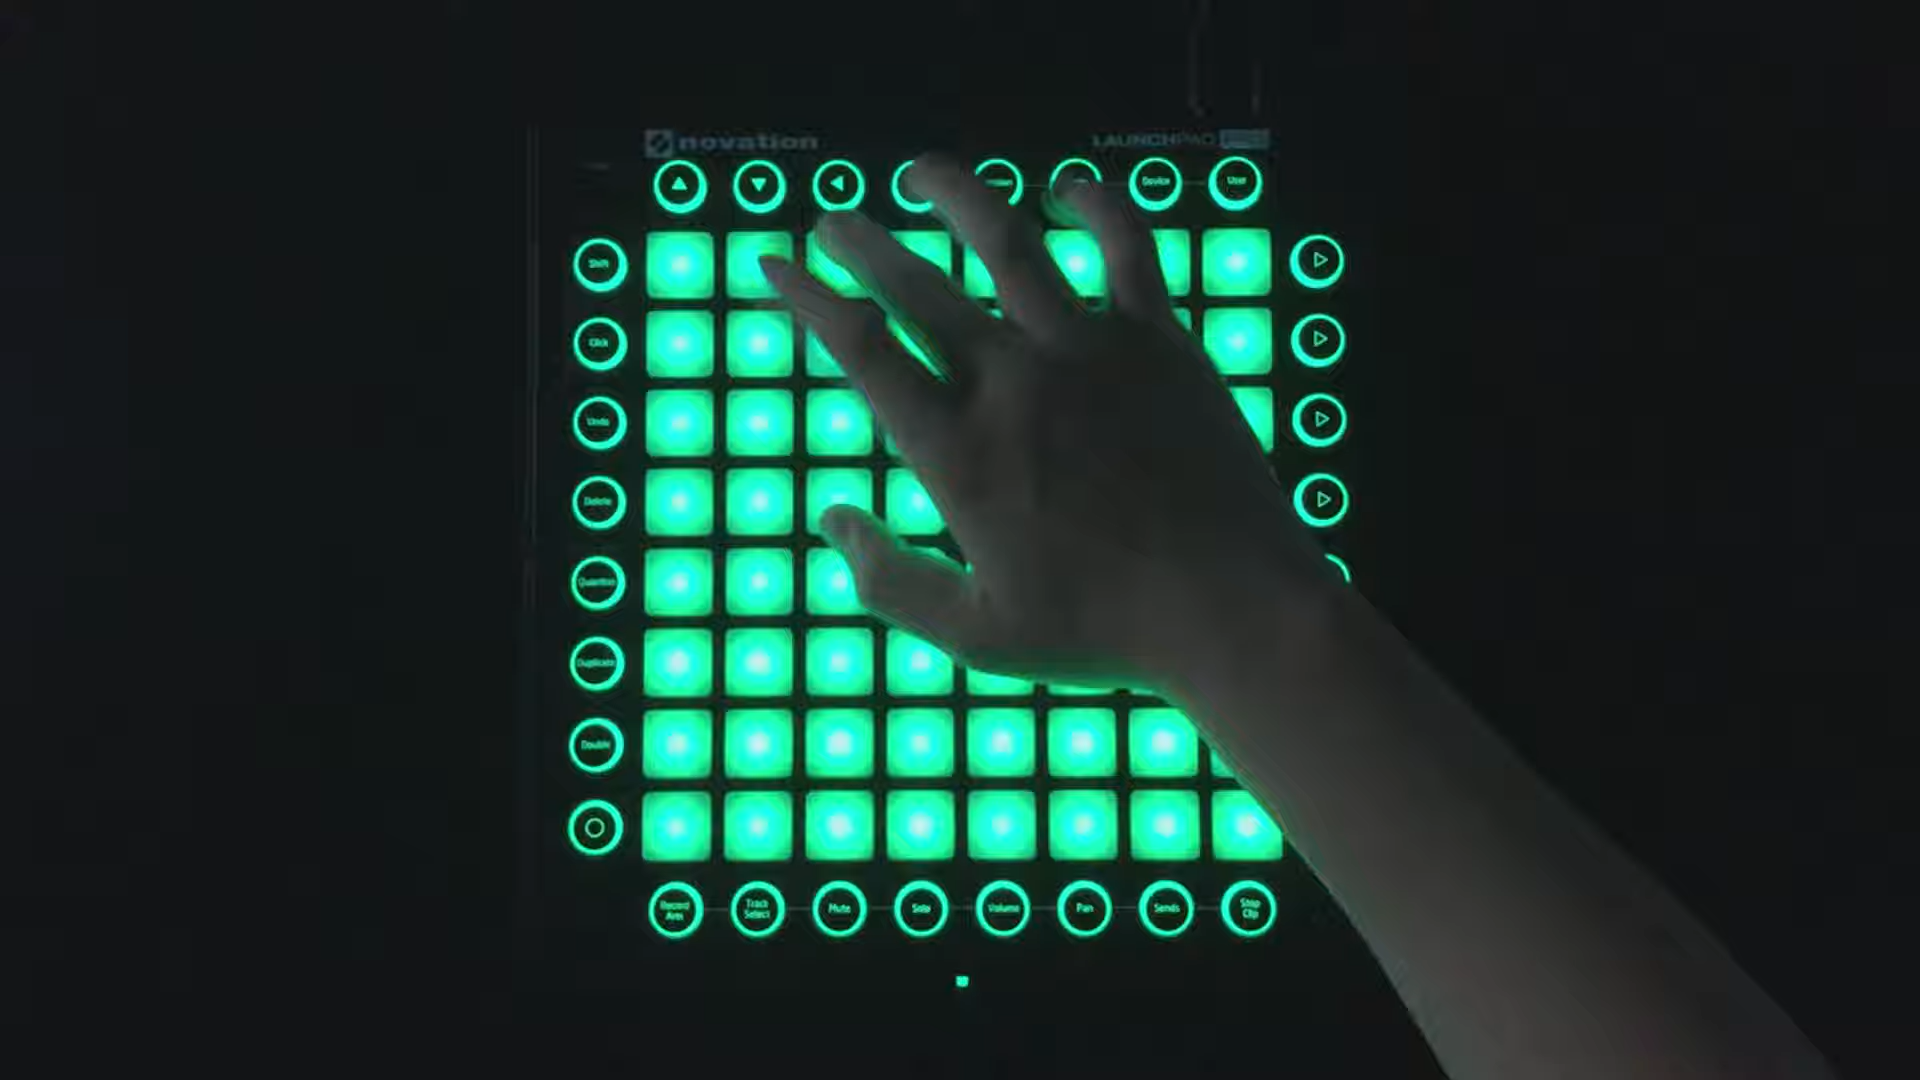 novation
LAUNCHPAD
Device
User
Shift
Click
Undo
Delete
Quantise
Duplicate
Double
Record
Arm
Track
Select
Mute
Solo
Volume
Pan
Sends
Stop
Clip